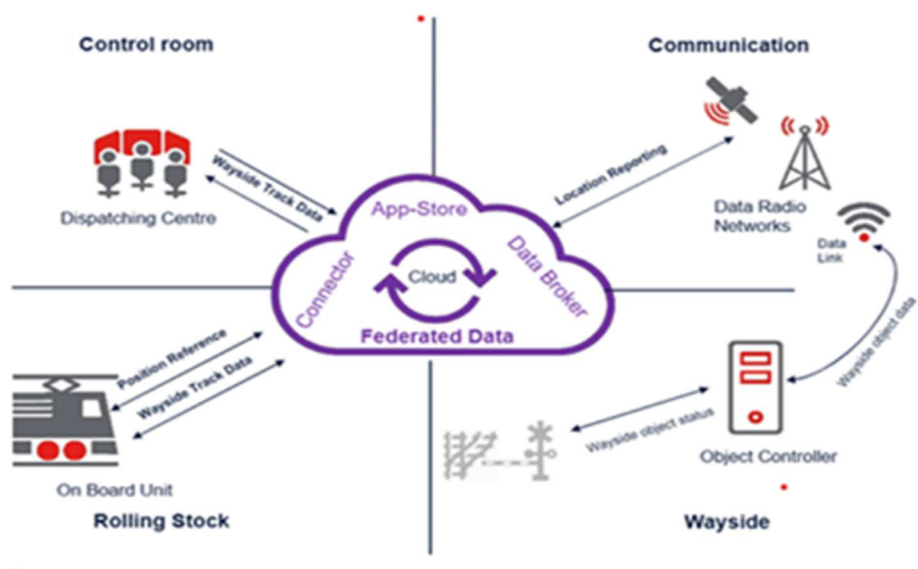 Control room
Communication
Wayside Track Data
Dispatching Centre
Location Reporting
Data Radio
Networks
Data
Link
App-Store
Connector
Cloud
Data Broker
Federated Data
Wayside object data
Position Reference
Wayside Track Data
Wayside object status
On Board Unit
Object Controller
Rolling Stock
Wayside